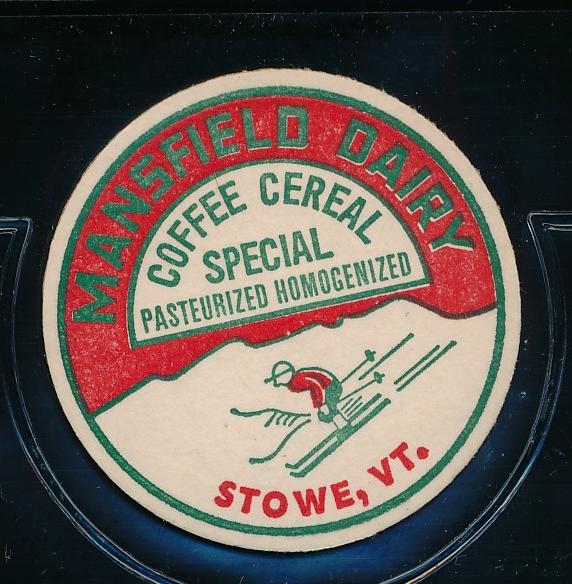 MANSFIELD DAIRY
COFFEE CEREAL
SPECIAL
PASTEURIZED HOMOGENIZED
STOWE, VT.